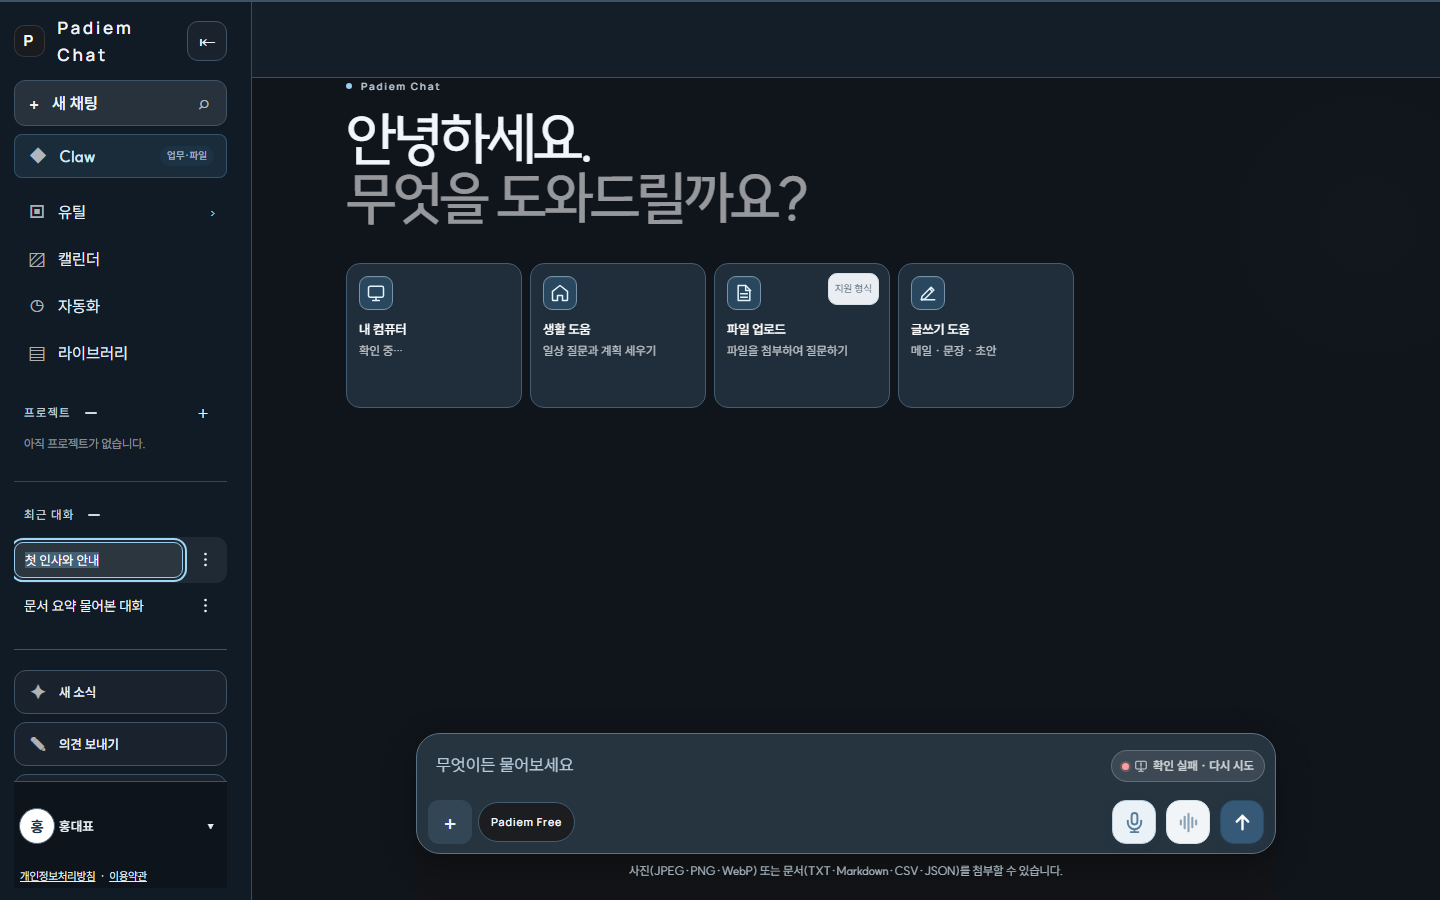 P
Padiem
Chat
+ 새 채팅
Claw
업무·파일
유틸
캘린더
자동화
라이브러리
프로젝트
+
아직 프로젝트가 없습니다.
최근 대화
첫 인사와 안내
문서 요약 물어본 대화
새 소식
의견 보내기
홍
홍대표
개인정보처리방침 · 이용약관
Padiem Chat
안녕하세요.
무엇을 도와드릴까요?
내 컴퓨터
확인 중…
생활 도움
일상 질문과 계획 세우기
지원 형식
파일 업로드
파일을 첨부하여 질문하기
글쓰기 도움
메일 · 문장 · 초안
무엇이든 물어보세요
확인 실패 · 다시 시도
+
Padiem Free
사진(JPEG·PNG·WebP) 또는 문서(TXT·Markdown·CSV·JSON)를 첨부할 수 있습니다.